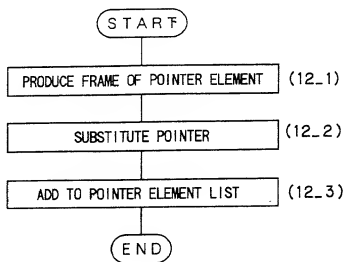 START
PRODUCE FRAME OF POINTER ELEMENT (12_1)
SUBSTITUTE POINTER (12_2)
ADD TO POINTER ELEMENT LIST (12_3)
END